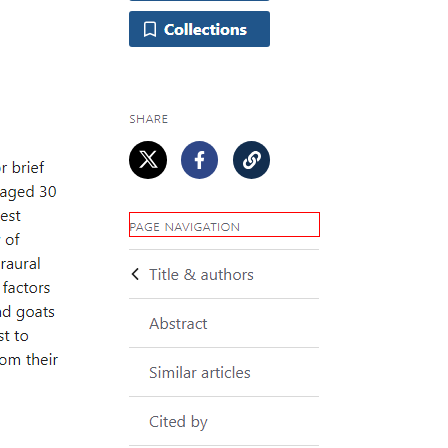 Collections
SHARE
r brief
aged 30
est
of
raural
factors
nd goats
st to
om their
PAGE NAVIGATION
Title & authors
Abstract
Similar articles
Cited by